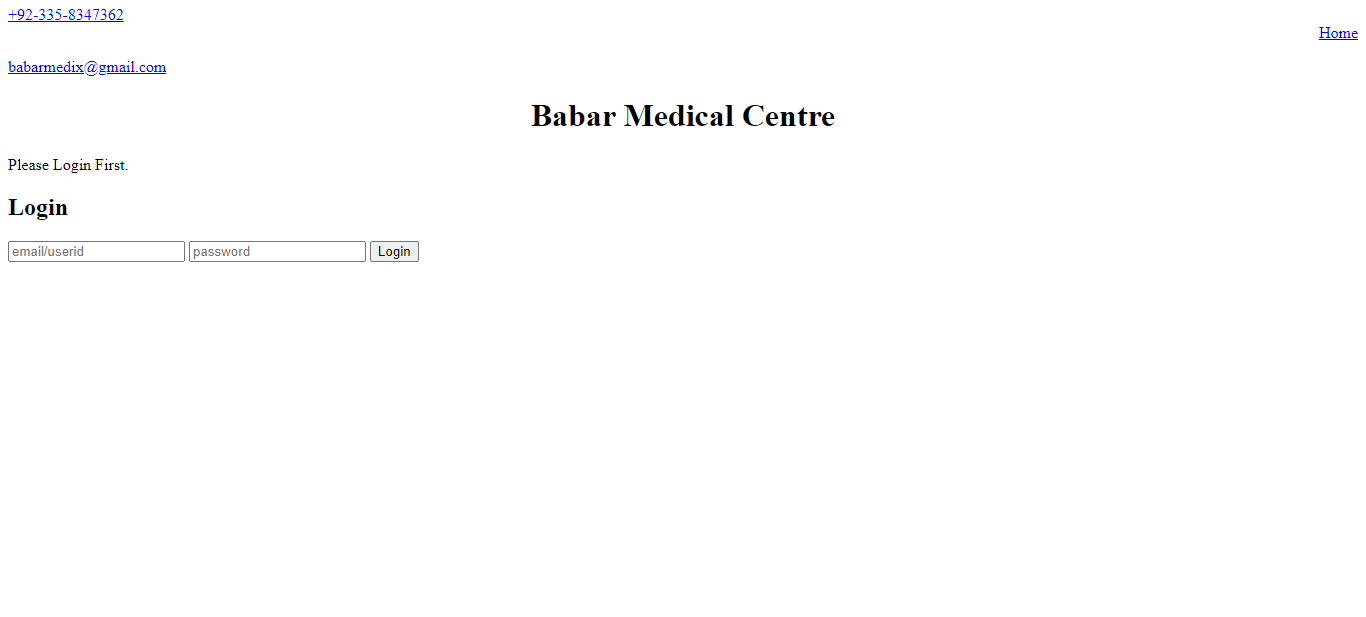 +92-335-8347362
Home
babarmedix@gmail.com
Babar Medical Centre
Please Login First.
Login
email/userid password Login